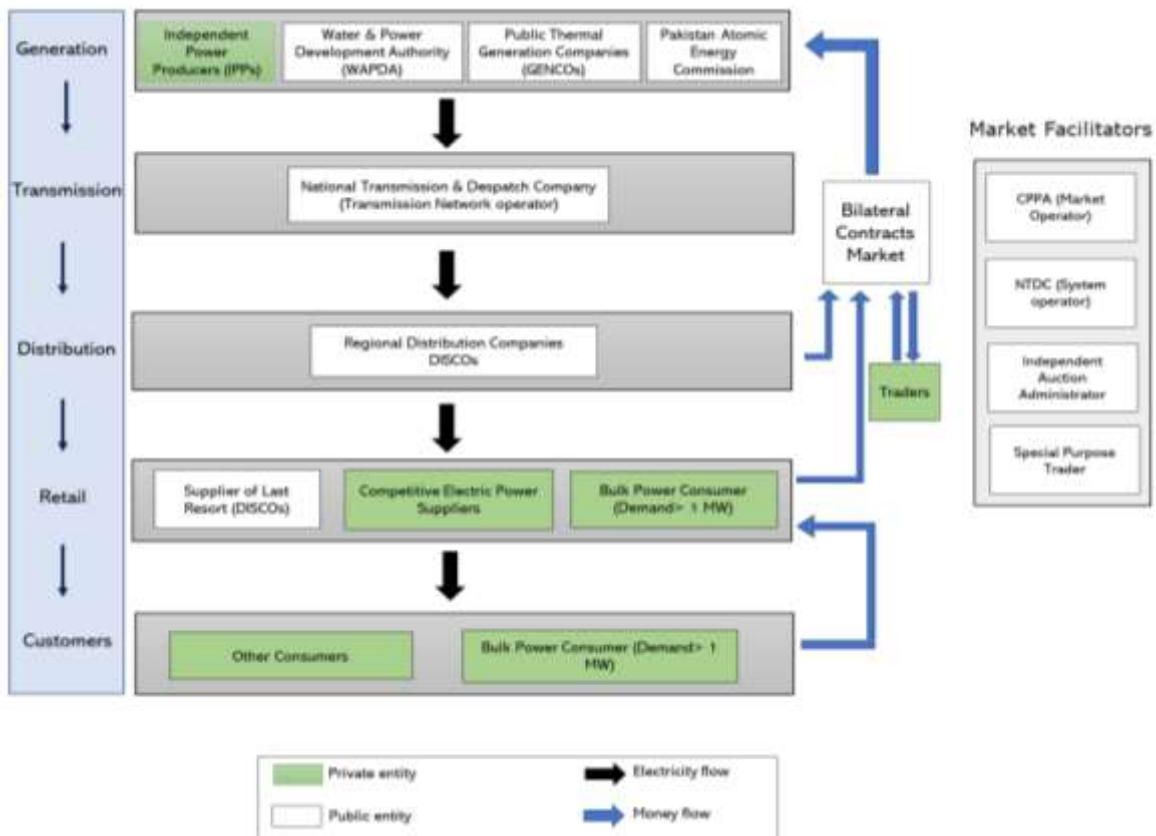 Generation
Independent
Power
Producers (IPPs)
Water & Power
Development Authority
(WAPDA)
Public Thermal
Generation Companies
(GENCOs)
Pakistan Atomic
Energy
Commission
Market Facilitators
Transmission
National Transmission & Despatch Company
(Transmission Network operator)
Bilateral
Contracts
Market
CPPA (Market
Operator)
NTDC (System
operator)
Distribution
Regional Distribution Companies
DISCOs
Traders
Independent
Auction
Administrator
Special Purpose
Trader
Retail
Supplier of Last
Resort (DISCOs)
Competitive Electric Power
Suppliers
Bulk Power Consumer
(Demand> 1 MW)
Customers
Other Consumers
Bulk Power Consumer (Demand> 1
MW)
Private entity
Electricity flow
Public entity
Money flow